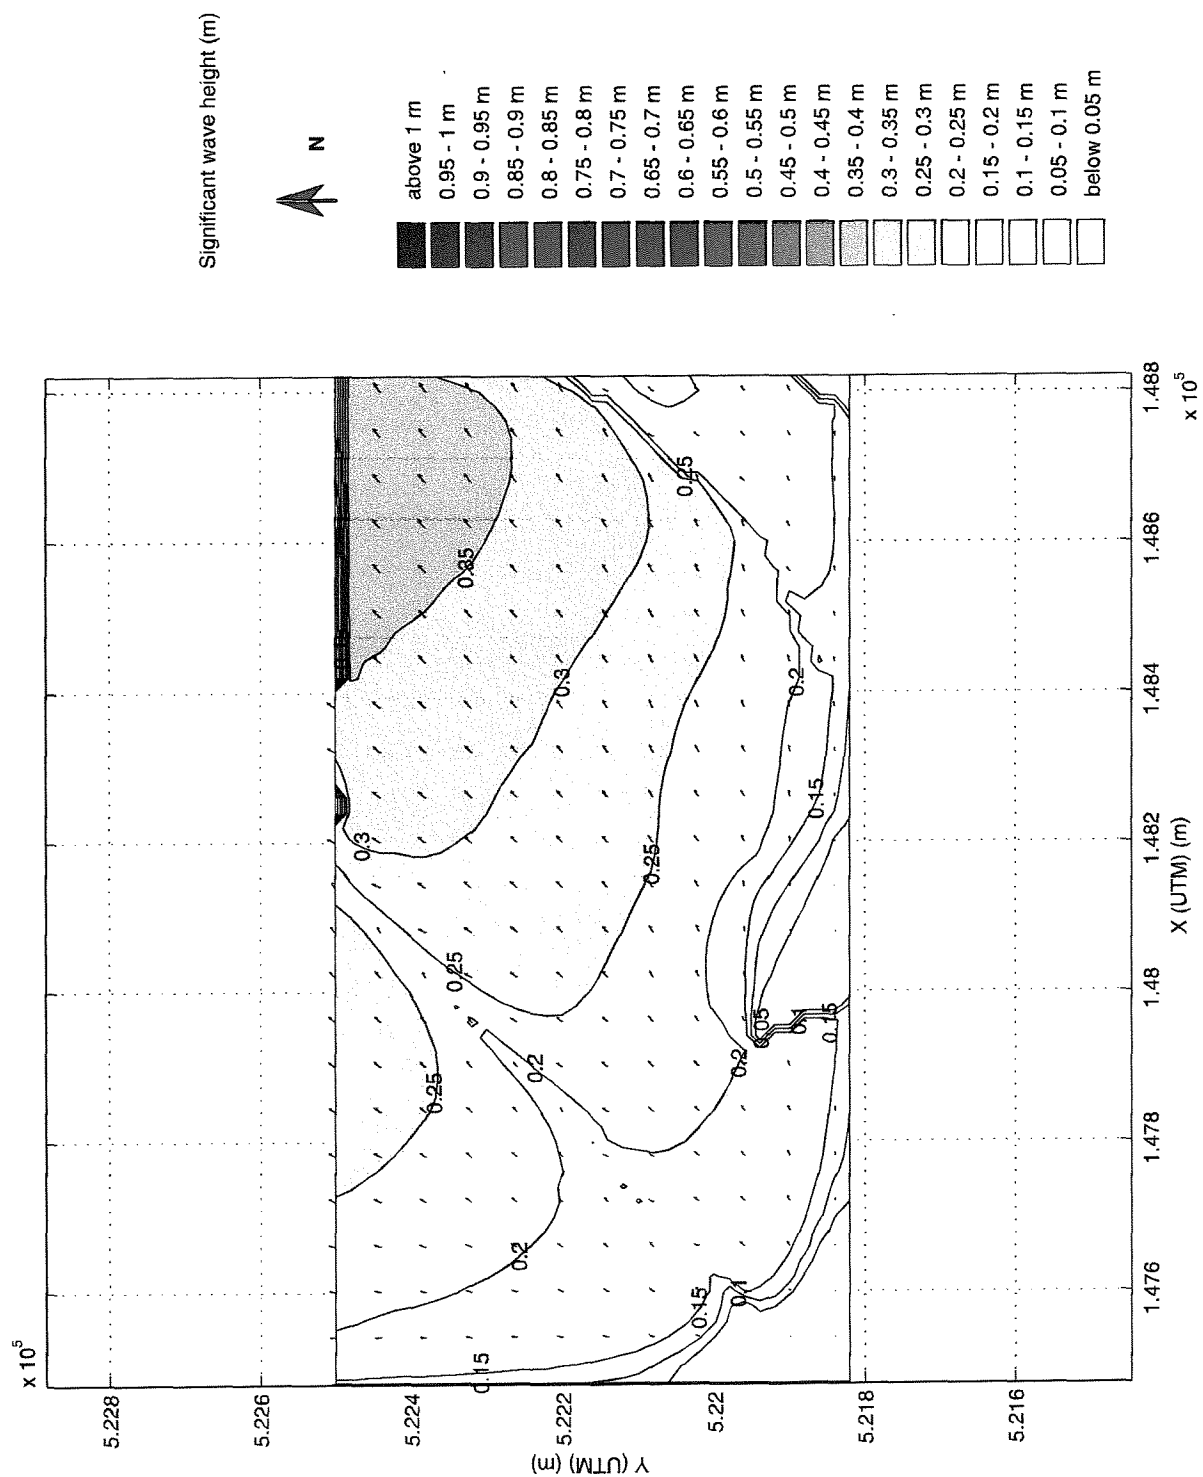 Significant wave height (m)
N
above 1 m
0.95 - 1 m
0.9 - 0.95 m
0.85 - 0.9 m
0.8 - 0.85 m
0.75 - 0.8 m
0.7 - 0.75 m
0.65 - 0.7 m
0.6 - 0.65 m
0.55 - 0.6 m
0.5 - 0.55 m
0.45 - 0.5 m
0.4 - 0.45 m
0.35 - 0.4 m
0.3 - 0.35 m
0.25 - 0.3 m
0.2 - 0.25 m
0.15 - 0.2 m
0.1 - 0.15 m
0.05 - 0.1 m
below 0.05 m
x 10^5
5.228
5.226
5.224
5.222
5.22
5.218
5.216
Y (UTM) (m)
0.35
0.3
0.3
0.25
0.25
0.25
0.25
0.2
0.2
0.2
0.2
0.15
0.15
0.15
0.15
0.1
0.1
0.05
1.476
1.478
1.48
1.482
1.484
1.486
1.488
x 10^5
X (UTM) (m)